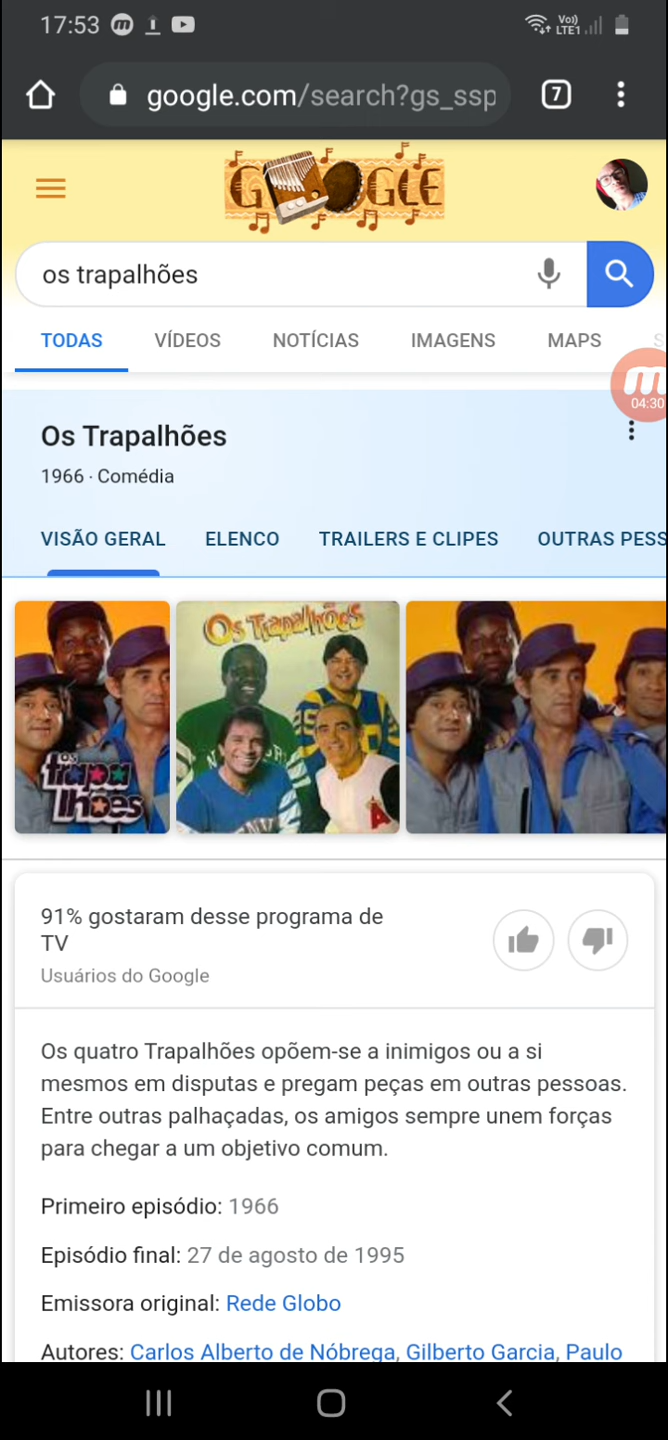 17:53
Vo))
LTE1
google.com/search?gs_ssp
7
GOOGLE
os trapalhões
TODAS VÍDEOS NOTÍCIAS IMAGENS MAPS S
04:30
Os Trapalhões
1966 · Comédia
VISÃO GERAL ELENCO TRAILERS E CLIPES OUTRAS PESS
os trapa lhões
Os Trapalhões
91% gostaram desse programa de
TV
Usuários do Google
Os quatro Trapalhões opõem-se a inimigos ou a si
mesmos em disputas e pregam peças em outras pessoas.
Entre outras palhaçadas, os amigos sempre unem forças
para chegar a um objetivo comum.
Primeiro episódio: 1966
Episódio final: 27 de agosto de 1995
Emissora original: Rede Globo
Autores: Carlos Alberto de Nóbrega, Gilberto Garcia, Paulo